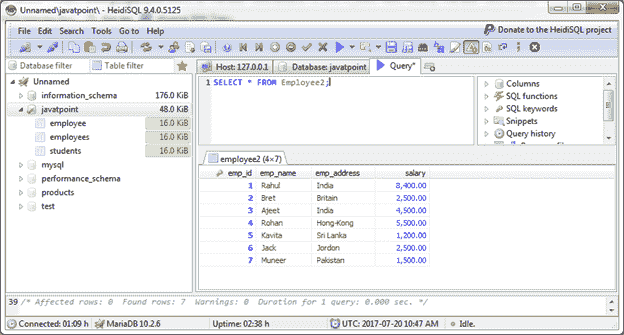 Unnamed\javatpoint\ - HeidiSQL 9.4.0.5125
File Edit Search Tools Go to Help
Donate to the HeidiSQL project
Database filter Table filter
Host: 127.0.0.1 Database: javatpoint Query*
Unnamed
information_schema 176.0 KiB
javatpoint 48.0 KiB
employee 16.0 KiB
employees 16.0 KiB
students 16.0 KiB
mysql
performance_schema
products
test
1 SELECT * FROM Employee2;
Columns
SQL functions
SQL keywords
Snippets
Query history
employee2 (4×7)
emp_id emp_name emp_address salary
1 Rahul India 8,400.00
2 Bret Britain 2,500.00
3 Ajeet India 4,500.00
4 Rohan Hong-Kong 5,500.00
5 Kavita Sri Lanka 1,200.00
6 Jack Jordon 2,500.00
7 Muneer Pakistan 1,500.00
39 /* Affected rows: 0 Found rows: 7 Warnings: 0 Duration for 1 query: 0.000 sec. */
Connected: 01:09 h MariaDB 10.2.6 Uptime: 02:38 h UTC: 2017-07-20 10:47 AM Idle.